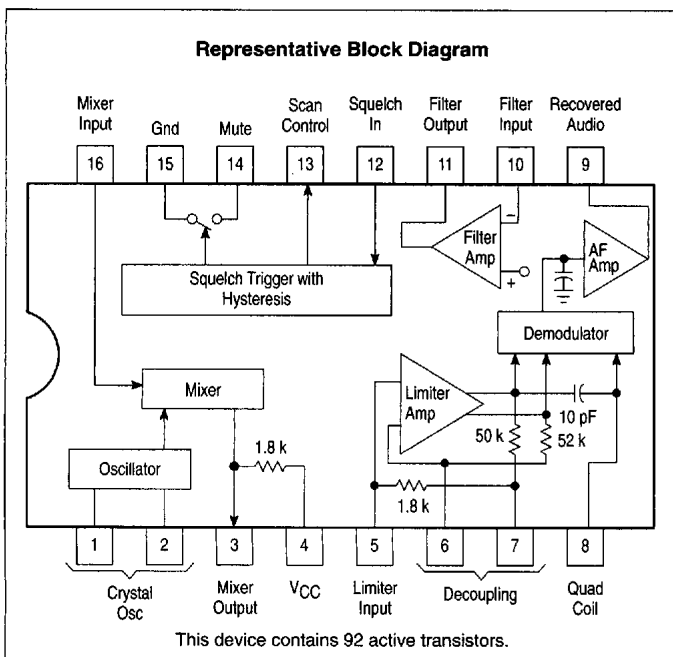 Representative Block Diagram
Mixer Input
Gnd
Mute
Scan Control
Squelch In
Filter Output
Filter Input
Recovered Audio
16
15
14
13
12
11
10
9
Filter Amp
−
+
AF Amp
Squelch Trigger with
Hysteresis
Demodulator
Mixer
Limiter Amp
10 pF
50 k
52 k
1.8 k
Oscillator
1.8 k
1
2
3
4
5
6
7
8
Crystal Osc
Mixer Output
VCC
Limiter Input
Decoupling
Quad Coil
This device contains 92 active transistors.